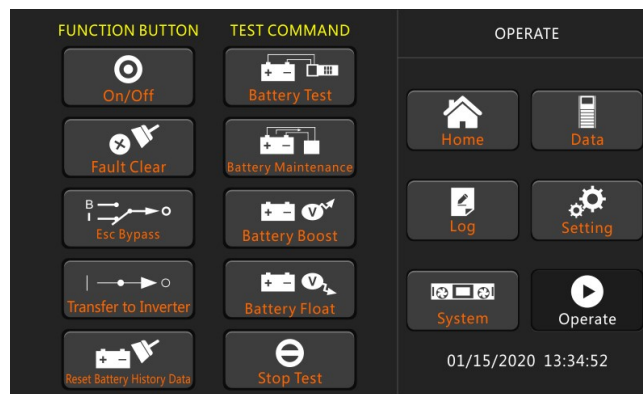 FUNCTION BUTTON
TEST COMMAND
On/Off
Battery Test
Fault Clear
Battery Maintenance
B
I
Esc Bypass
V
Battery Boost
Transfer to Inverter
V
Battery Float
Reset Battery History Data
Stop Test
OPERATE
Home
Data
Log
Setting
System
Operate
01/15/2020 13:34:52